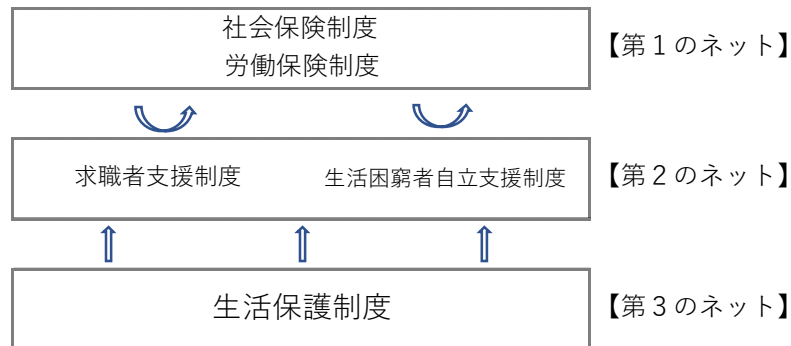 社会保険制度
労働保険制度
【第１のネット】
求職者支援制度
生活困窮者自立支援制度
【第２のネット】
生活保護制度
【第３のネット】